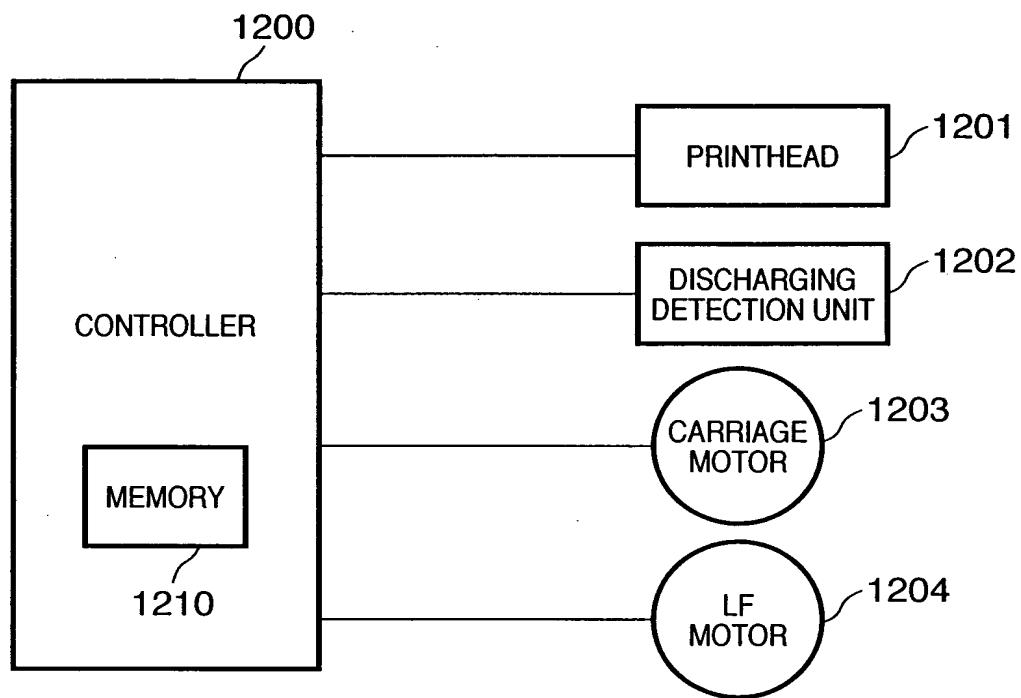 1200
CONTROLLER
MEMORY
1210
PRINTHEAD
1201
DISCHARGING
DETECTION UNIT
1202
CARRIAGE
MOTOR
1203
LF
MOTOR
1204